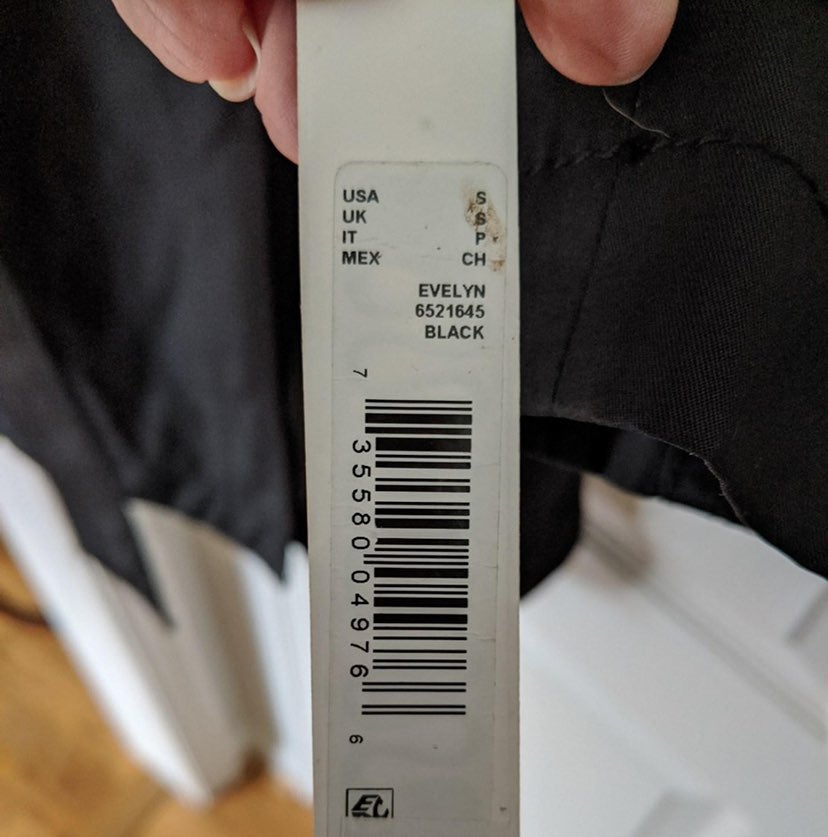 USA S
UK S
IT P
MEX CH
EVELYN
6521645
BLACK
7 35580 04976 6